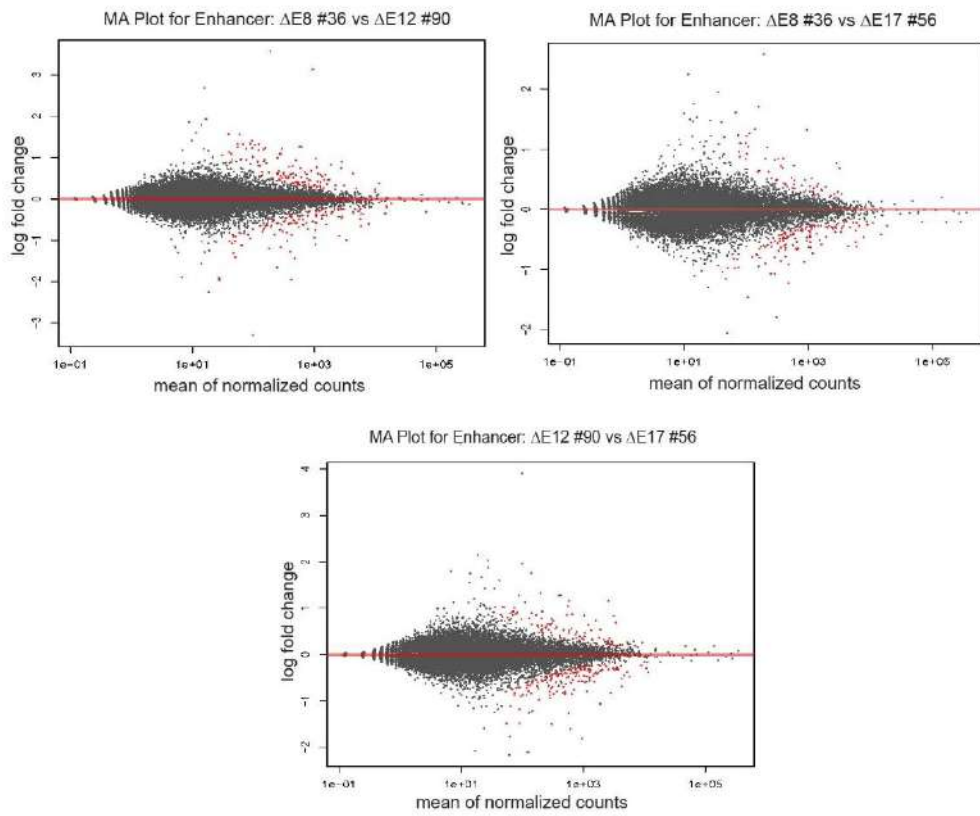 MA Plot for Enhancer: ΔE8 #36 vs ΔE12 #90
log fold change
3
2
1
0
-1
-2
-3
1e-01 1e+01 1e+03 1e+05
mean of normalized counts
MA Plot for Enhancer: ΔE8 #36 vs ΔE17 #56
log fold change
2
1
0
-1
-2
1e-01 1e+01 1e+03 1e+05
mean of normalized counts
MA Plot for Enhancer: ΔE12 #90 vs ΔE17 #56
log fold change
4
3
2
1
0
-1
-2
1e-01 1e+01 1e+03 1e+05
mean of normalized counts